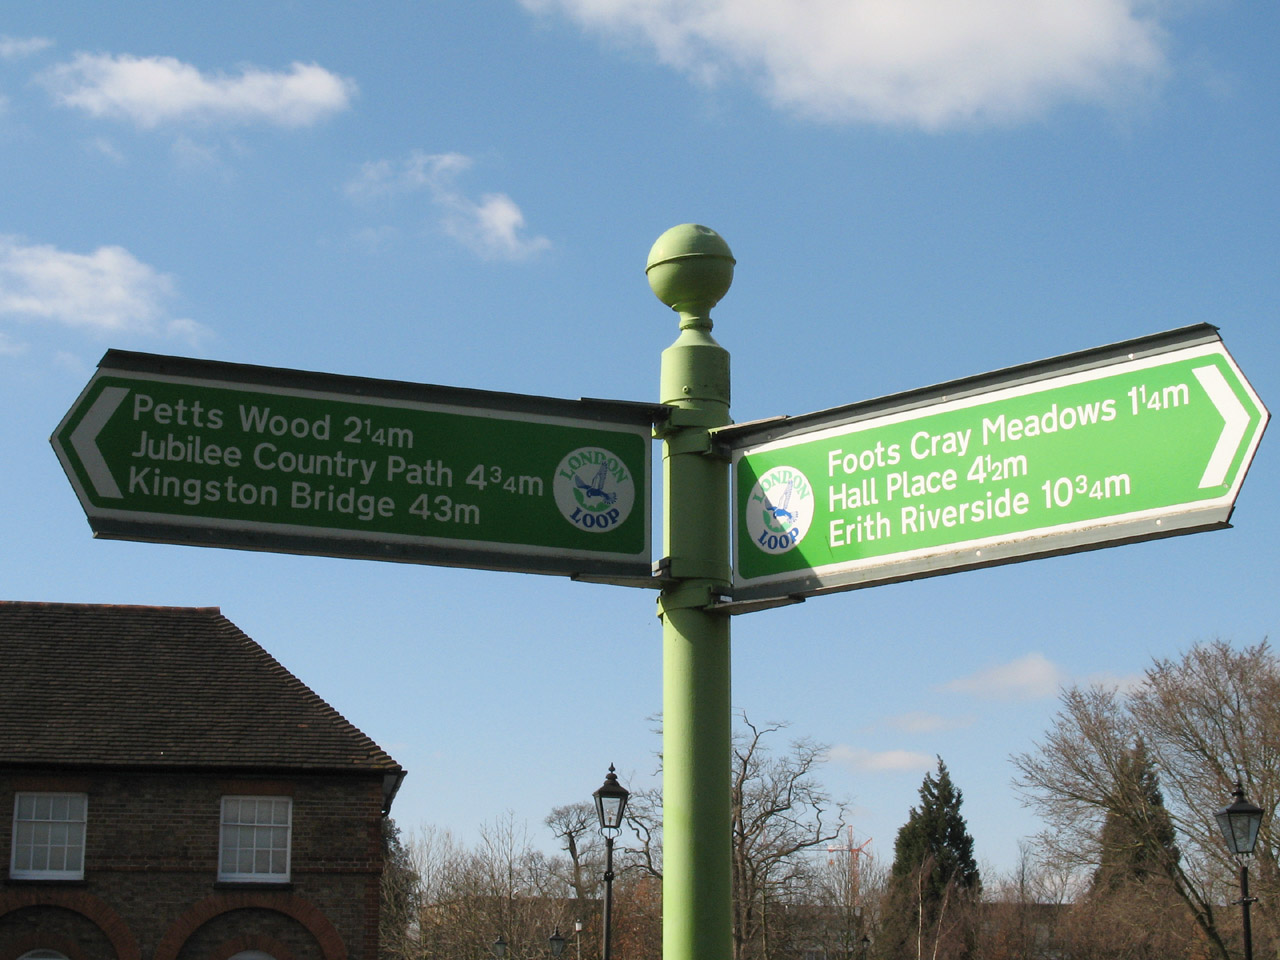 Petts Wood 2¼m
Jubilee Country Path 4¾m
Kingston Bridge 43m
LONDON
LOOP
Foots Cray Meadows 1¼m
Hall Place 4½m
Erith Riverside 10¾m
LONDON
LOOP